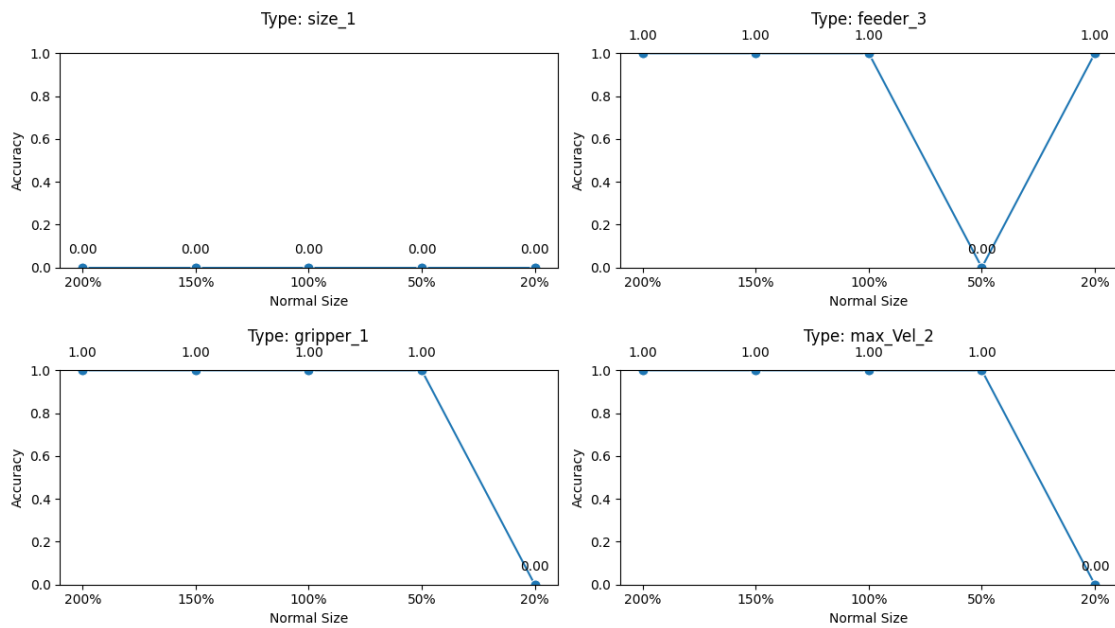 Type: size_1
1.0
0.8
0.6
0.4
0.2
0.0
Accuracy
0.00 0.00 0.00 0.00 0.00
200% 150% 100% 50% 20%
Normal Size
Type: feeder_3
1.00 1.00 1.00 1.00
1.0
0.8
0.6
0.4
0.2
0.0
Accuracy
0.00
200% 150% 100% 50% 20%
Normal Size
Type: gripper_1
1.00 1.00 1.00 1.00
1.0
0.8
0.6
0.4
0.2
0.0
Accuracy
0.00
200% 150% 100% 50% 20%
Normal Size
Type: max_Vel_2
1.00 1.00 1.00 1.00
1.0
0.8
0.6
0.4
0.2
0.0
Accuracy
0.00
200% 150% 100% 50% 20%
Normal Size